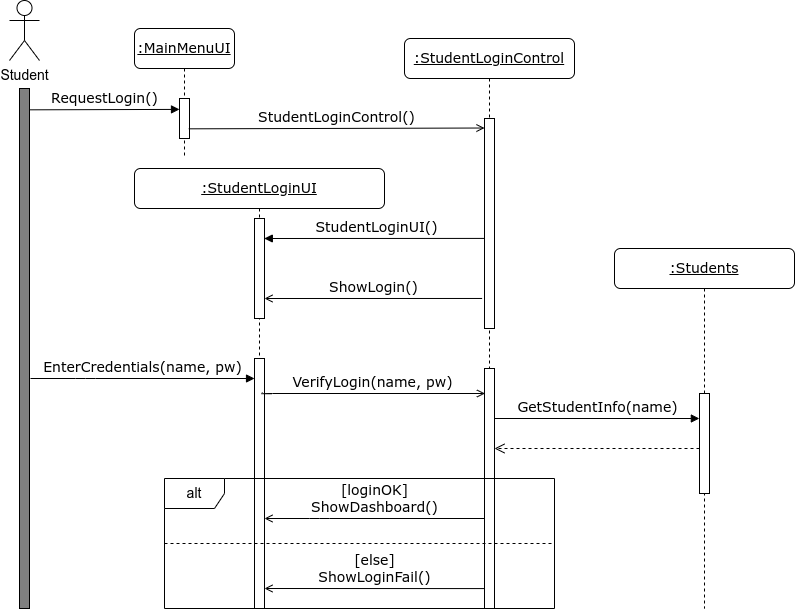 :MainMenuUI
:StudentLoginControl
Student
RequestLogin()
StudentLoginControl()
:StudentLoginUI
StudentLoginUI()
:Students
ShowLogin()
EnterCredentials(name, pw)
VerifyLogin(name, pw)
GetStudentInfo(name)
alt
[loginOK]
ShowDashboard()
[else]
ShowLoginFail()